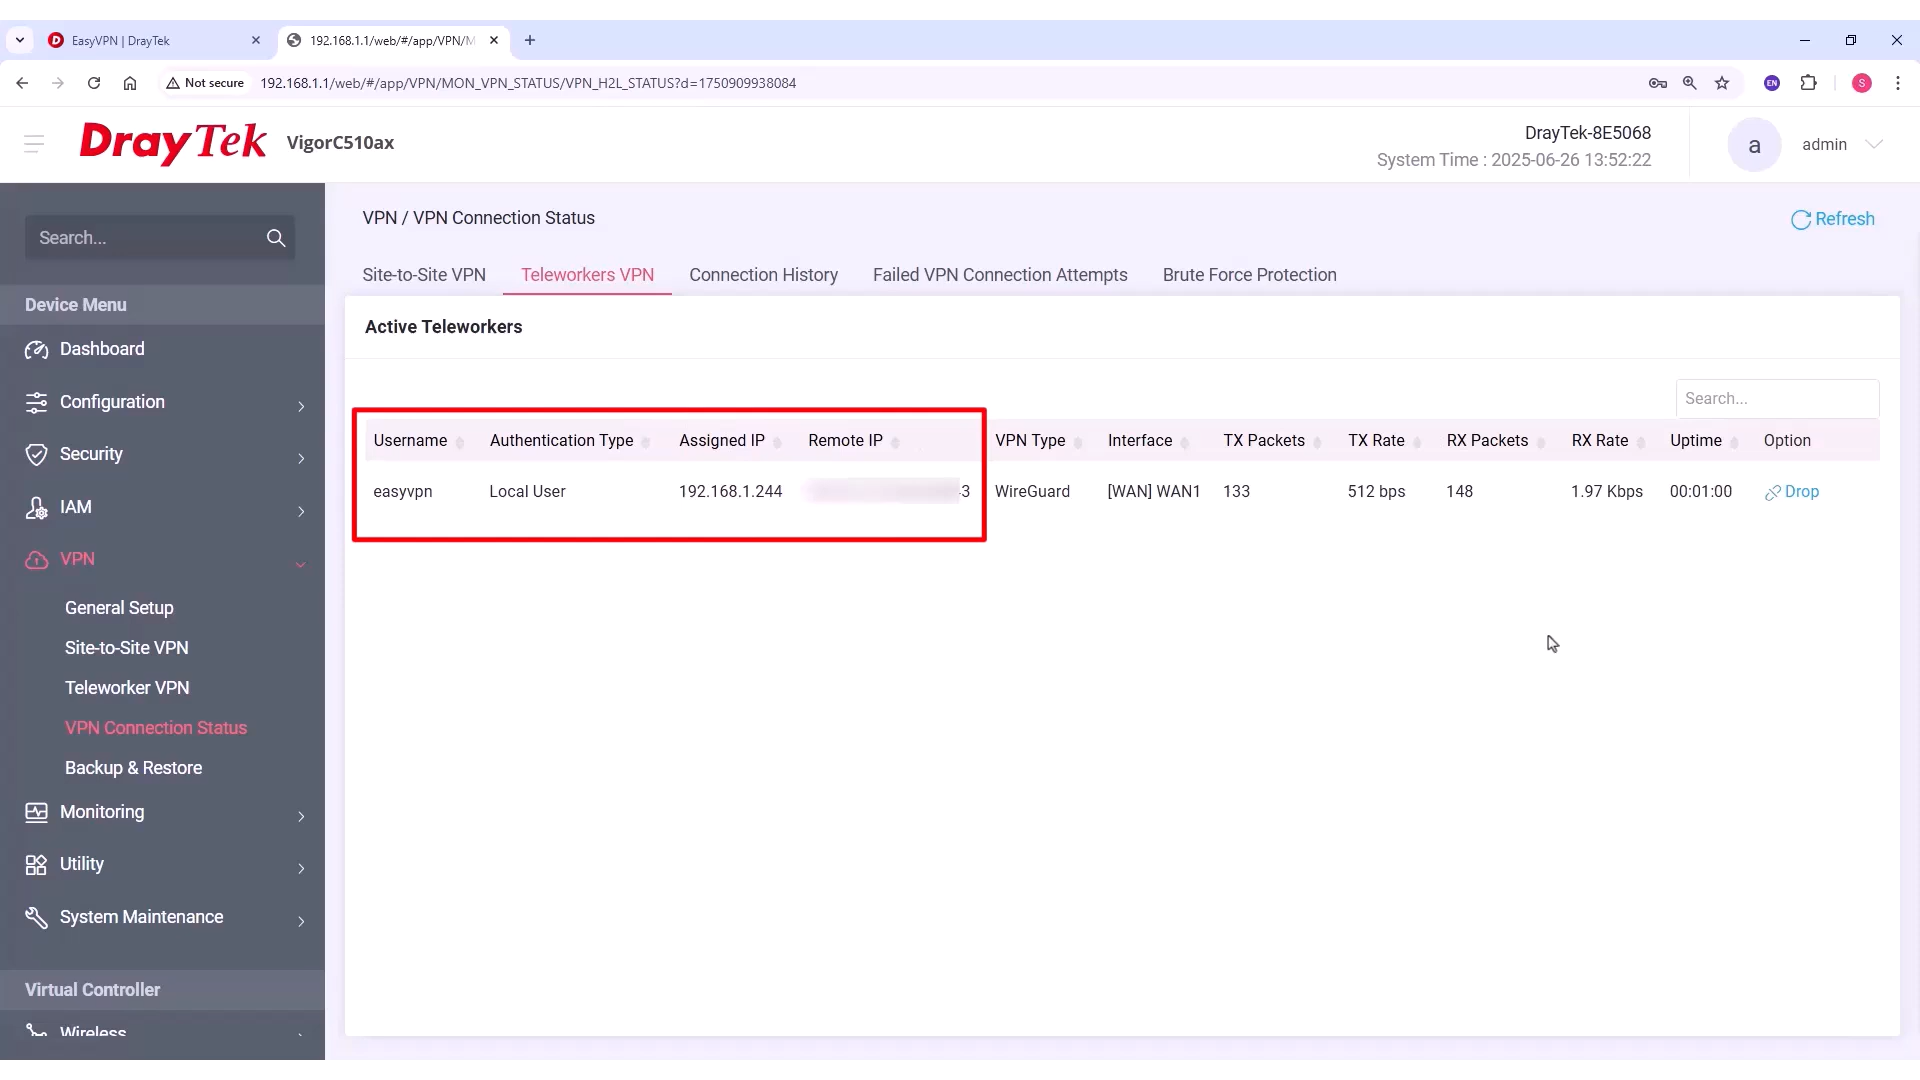 EasyVPN | DrayTek
192.168.1.1/web/#/app/VPN/M
Not secure
192.168.1.1/web/#/app/VPN/MON_VPN_STATUS/VPN_H2L_STATUS?d=1750909938084
EN
S
DrayTek
VigorC510ax
DrayTek-8E5068
System Time : 2025-06-26 13:52:22
a
admin
Search...
Device Menu
Dashboard
Configuration
Security
IAM
VPN
General Setup
Site-to-Site VPN
Teleworker VPN
VPN Connection Status
Backup & Restore
Monitoring
Utility
System Maintenance
Virtual Controller
Wireless
VPN / VPN Connection Status
Refresh
Site-to-Site VPN Teleworkers VPN Connection History Failed VPN Connection Attempts Brute Force Protection
Active Teleworkers
Search...
Username Authentication Type Assigned IP Remote IP VPN Type Interface TX Packets TX Rate RX Packets RX Rate Uptime Option
easyvpn Local User 192.168.1.244 3 WireGuard [WAN] WAN1 133 512 bps 148 1.97 Kbps 00:01:00 Drop